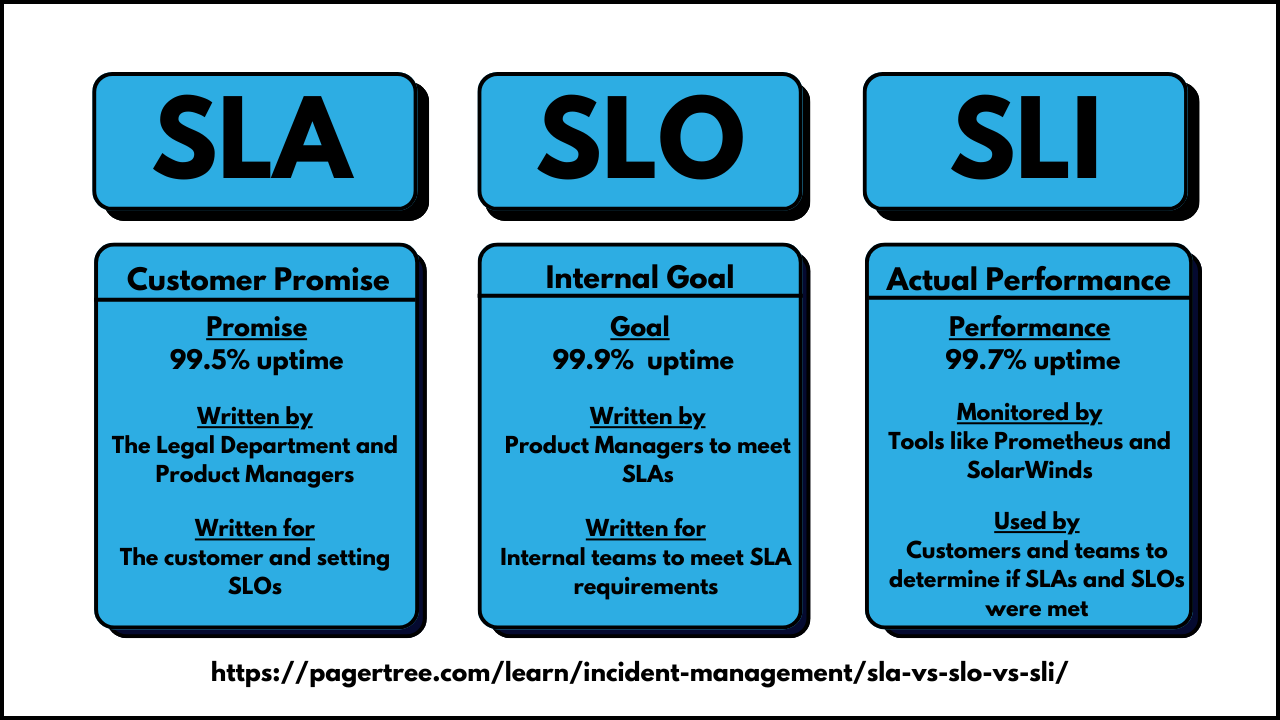 SLA
Customer Promise
Promise
99.5% uptime
Written by
The Legal Department and
Product Managers
Written for
The customer and setting
SLOs
SLO
Internal Goal
Goal
99.9% uptime
Written by
Product Managers to meet
SLAs
Written for
Internal teams to meet SLA
requirements
SLI
Actual Performance
Performance
99.7% uptime
Monitored by
Tools like Prometheus and
SolarWinds
Used by
Customers and teams to
determine if SLAs and SLOs
were met
https://pagertree.com/learn/incident-management/sla-vs-slo-vs-sli/